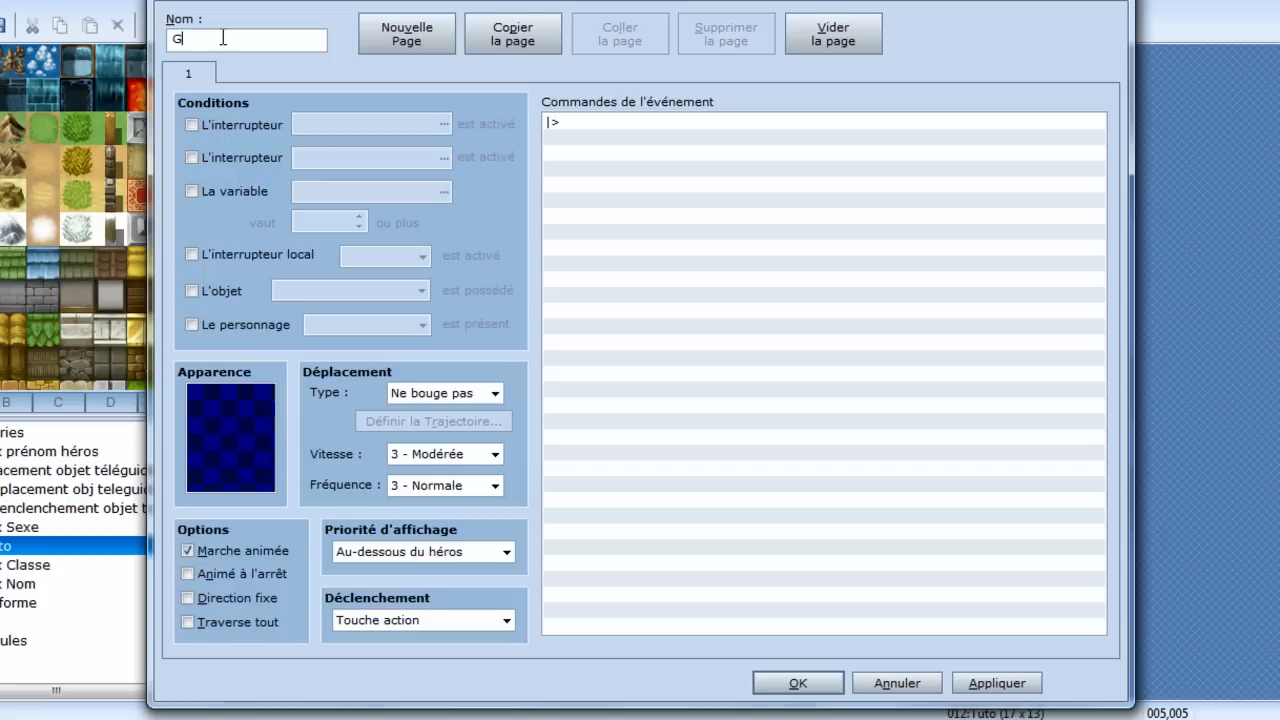 Nom :
G
Nouvelle Page
Copier la page
Coller la page
Supprimer la page
Vider la page
1
Conditions
L'interrupteur ... est activé
L'interrupteur ... est activé
La variable ...
vaut ou plus
L'interrupteur local est activé
L'objet est possédé
Le personnage est présent
Commandes de l'événement
|>
Apparence
Déplacement
Type : Ne bouge pas
Définir la Trajectoire...
Vitesse : 3 - Modérée
Fréquence : 3 - Normale
Options
Marche animée
Animé à l'arrêt
Direction fixe
Traverse tout
Priorité d'affichage
Au-dessous du héros
Déclenchement
Touche action
OK
Annuler
Appliquer
B C D
ries
x prénom héros
acement objet téléguid
placement obj teleguid
enclenchement objet t
x Sexe
to
x Classe
x Nom
forme
ules
012:Tuto (17 x 13)
005,005